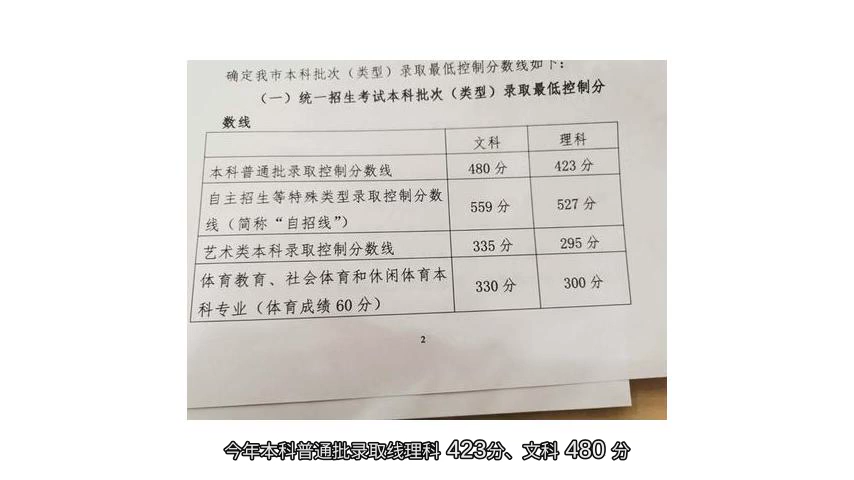 确定我市本科批次（类型）录取最低控制分数线如下：
（一）统一招生考试本科批次（类型）录取最低控制分
数线
文科 理科
本科普通批录取控制分数线 480 分 423 分
自主招生等特殊类型录取控制分数
线（简称“自招线”） 559 分 527 分
艺术类本科录取控制分数线 335 分 295 分
体育教育、社会体育和休闲体育本
科专业（体育成绩 60 分） 330 分 300 分
2
今年本科普通批录取线理科 423分、文科 480 分